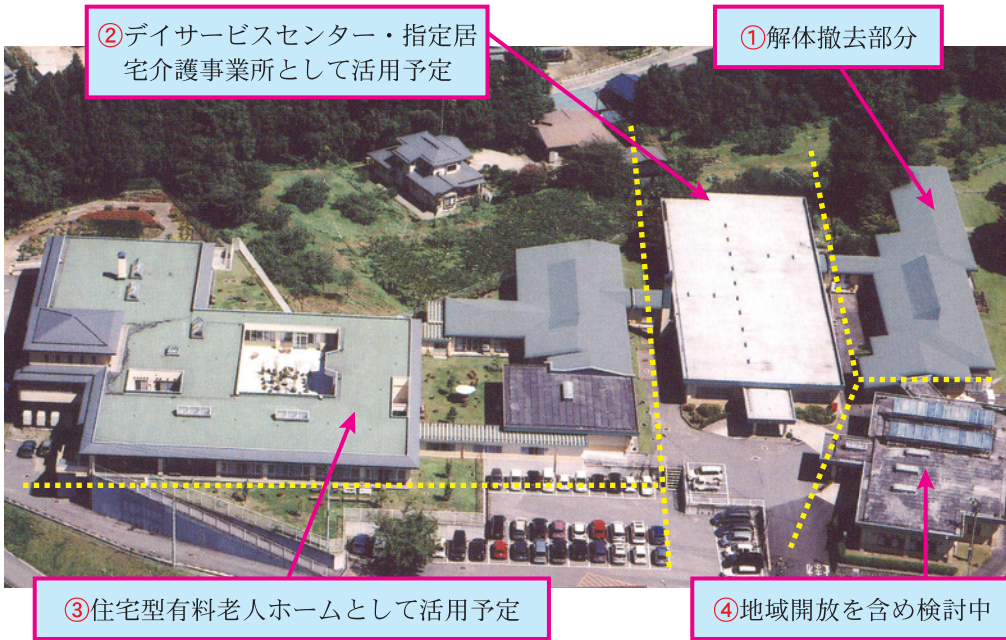 ②デイサービスセンター・指定居
宅介護事業所として活用予定
①解体撤去部分
③住宅型有料老人ホームとして活用予定
④地域開放を含め検討中